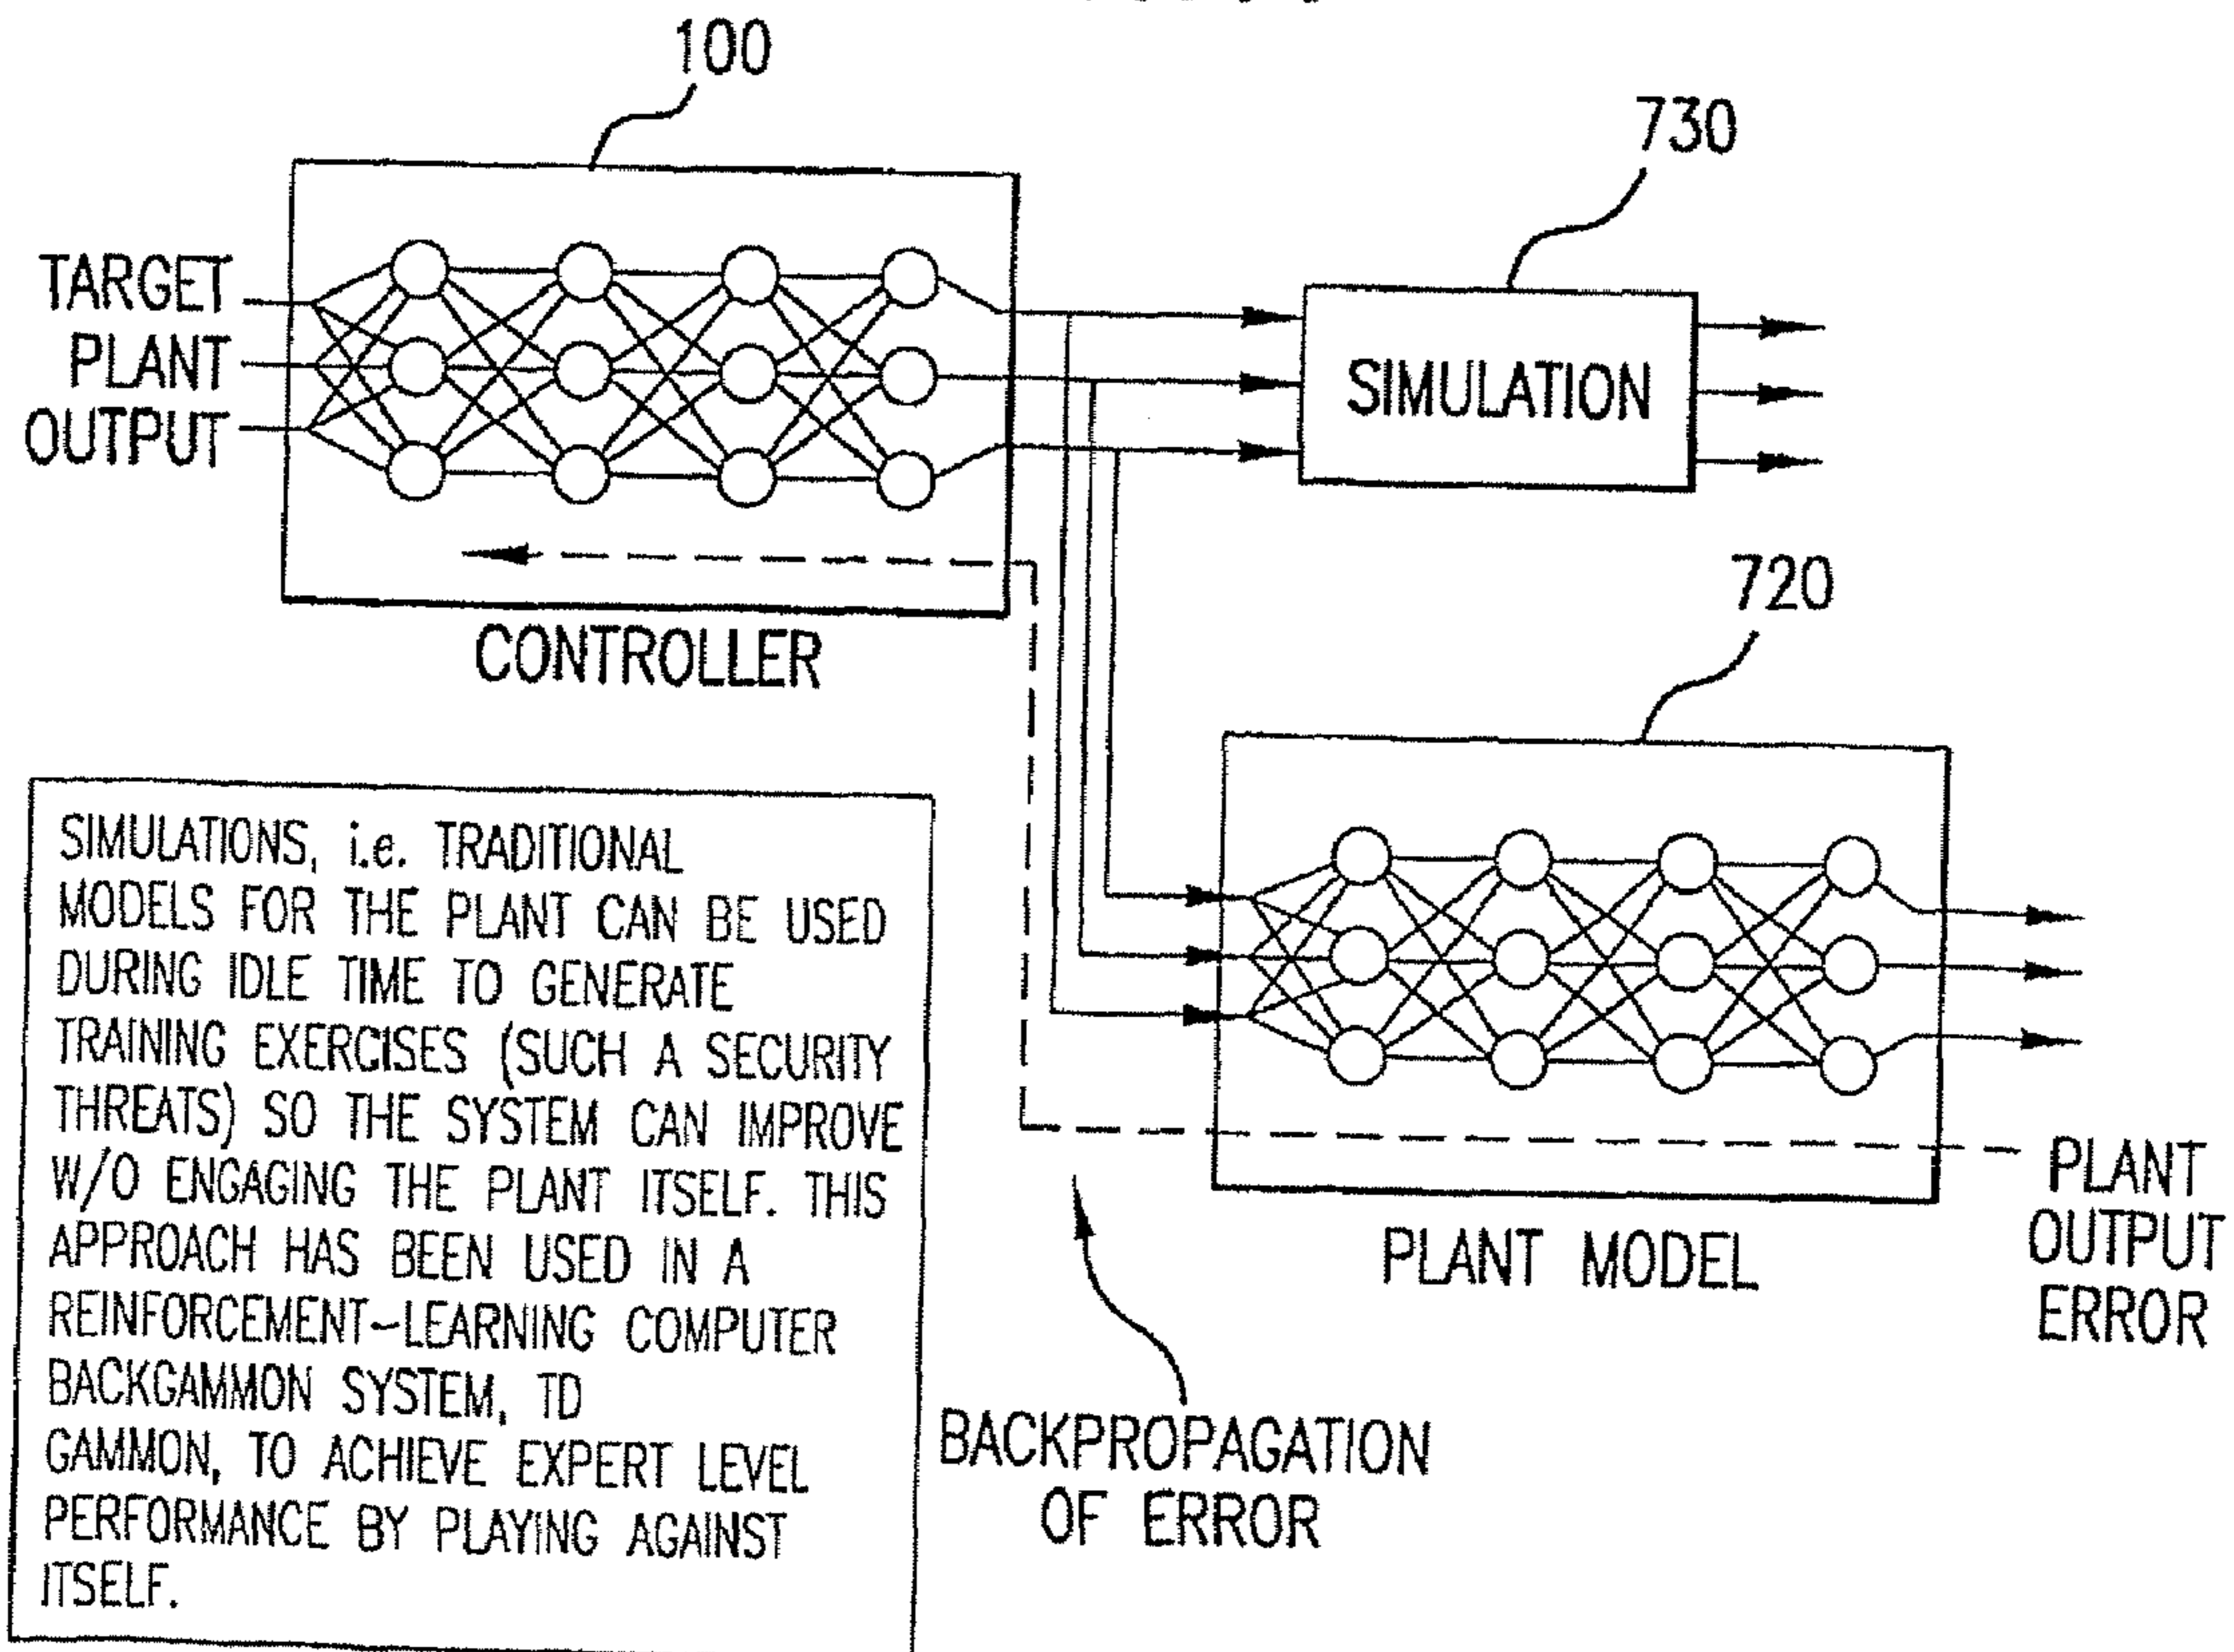 100
730
TARGET
PLANT
OUTPUT
SIMULATION
CONTROLLER
720
SIMULATIONS, i.e. TRADITIONAL
MODELS FOR THE PLANT CAN BE USED
DURING IDLE TIME TO GENERATE
TRAINING EXERCISES (SUCH A SECURITY
THREATS) SO THE SYSTEM CAN IMPROVE
W/O ENGAGING THE PLANT ITSELF. THIS
APPROACH HAS BEEN USED IN A
REINFORCEMENT-LEARNING COMPUTER
BACKGAMMON SYSTEM, TD
GAMMON, TO ACHIEVE EXPERT LEVEL
PERFORMANCE BY PLAYING AGAINST
ITSELF.
PLANT MODEL
PLANT
OUTPUT
ERROR
BACKPROPAGATION
OF ERROR